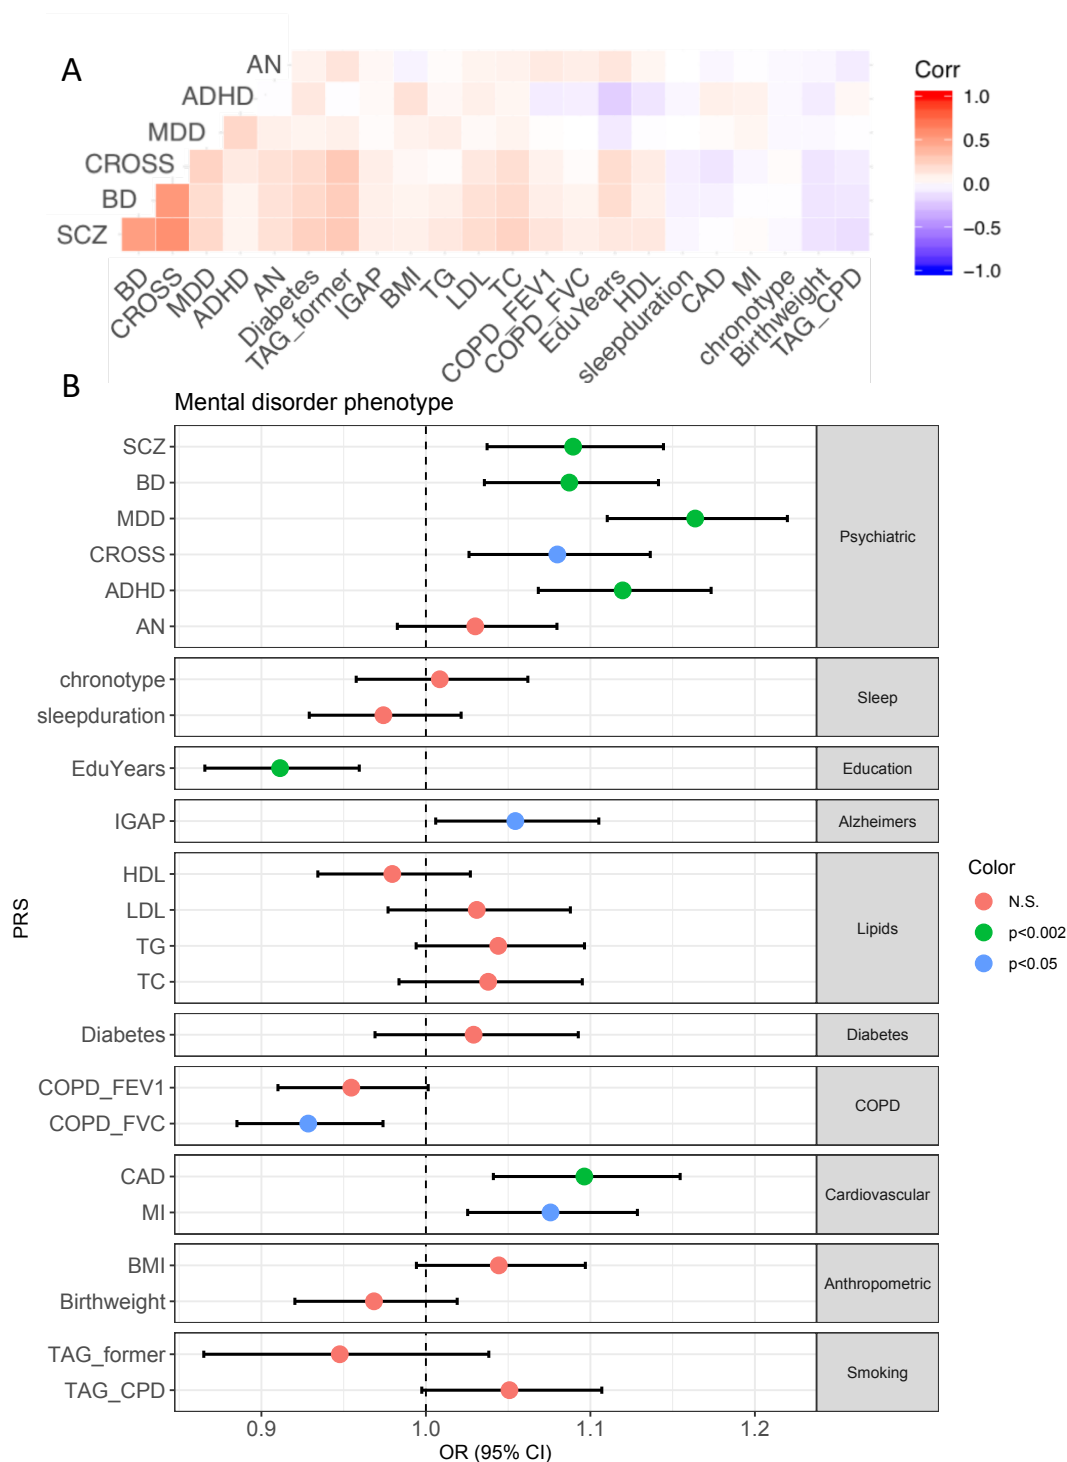 A
AN
ADHD
MDD
CROSS
BD
SCZ
BD
CROSS
MDD
ADHD
AN
Diabetes
TAG_former
IGAP
BMI
TG
LDL
TC
COPD_FEV1
COPD_FVC
EduYears
HDL
sleepduration
CAD
MI
chronotype
Birthweight
TAG_CPD
Corr
1.0
0.5
0.0
−0.5
−1.0
B
Mental disorder phenotype
SCZ
BD
MDD
CROSS
ADHD
AN
Psychiatric
chronotype
sleepduration
Sleep
EduYears
Education
IGAP
Alzheimers
HDL
LDL
TG
TC
Lipids
Diabetes
Diabetes
COPD_FEV1
COPD_FVC
COPD
CAD
MI
Cardiovascular
BMI
Birthweight
Anthropometric
TAG_former
TAG_CPD
Smoking
0.9 1.0 1.1 1.2
OR (95% CI)
PRS
Color
N.S.
p<0.002
p<0.05